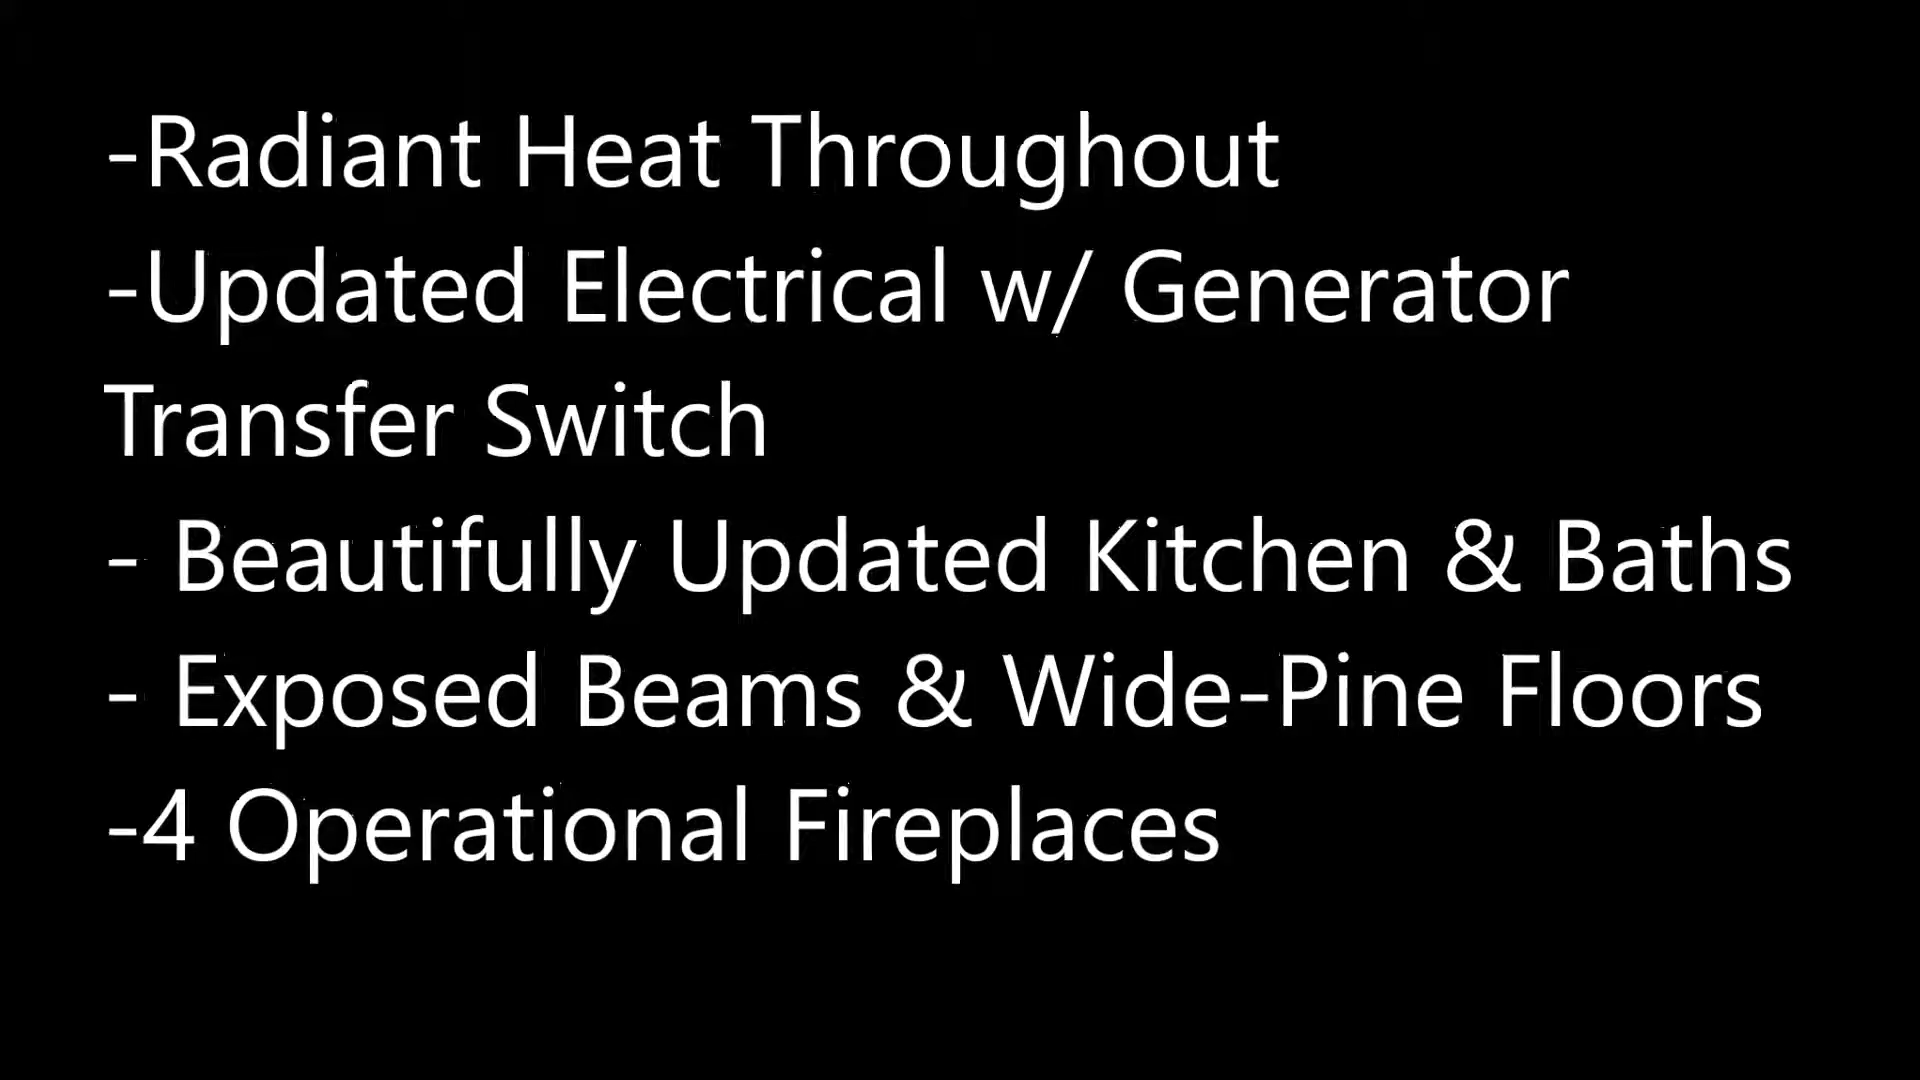 -Radiant Heat Throughout
-Updated Electrical w/ Generator
Transfer Switch
- Beautifully Updated Kitchen & Baths
- Exposed Beams & Wide-Pine Floors
-4 Operational Fireplaces